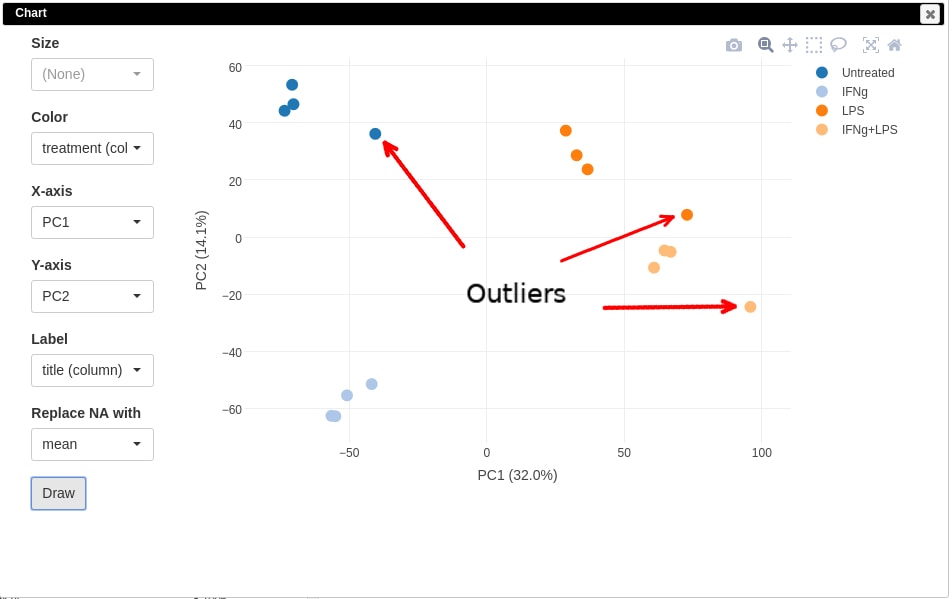 Chart
Size
(None)
Color
treatment (col
X-axis
PC1
Y-axis
PC2
Label
title (column)
Replace NA with
mean
Draw
Untreated
IFNg
LPS
IFNg+LPS
60
40
20
0
−20
−40
−60
PC2 (14.1%)
Outliers
−50
0
50
100
PC1 (32.0%)